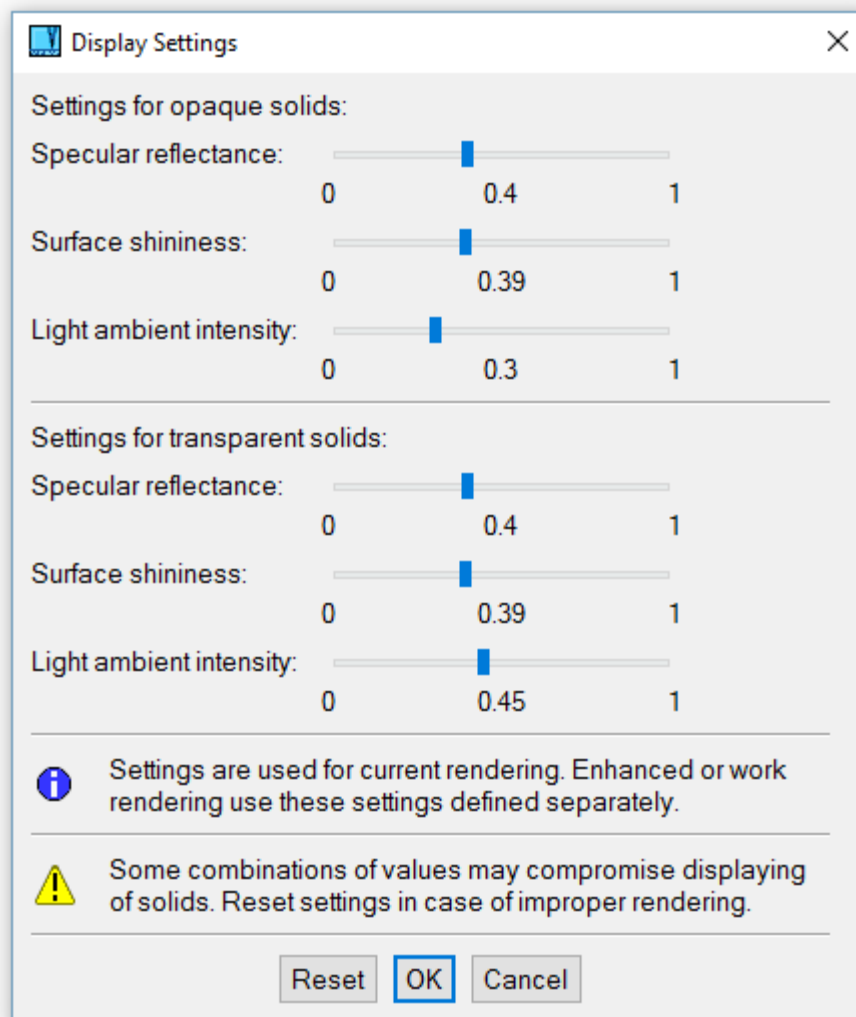 Display Settings
Settings for opaque solids:
Specular reflectance:
0 0.4 1
Surface shininess:
0 0.39 1
Light ambient intensity:
0 0.3 1
Settings for transparent solids:
Specular reflectance:
0 0.4 1
Surface shininess:
0 0.39 1
Light ambient intensity:
0 0.45 1
Settings are used for current rendering. Enhanced or work
rendering use these settings defined separately.
Some combinations of values may compromise displaying
of solids. Reset settings in case of improper rendering.
Reset OK Cancel